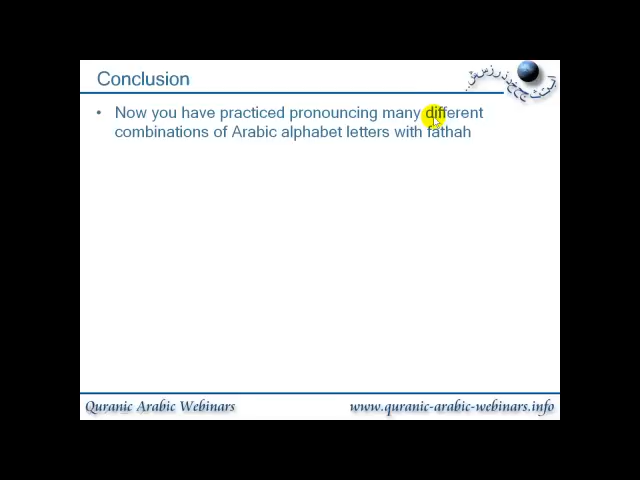 Conclusion
• Now you have practiced pronouncing many different
combinations of Arabic alphabet letters with fathah
Quranic Arabic Webinars
www.quranic-arabic-webinars.info